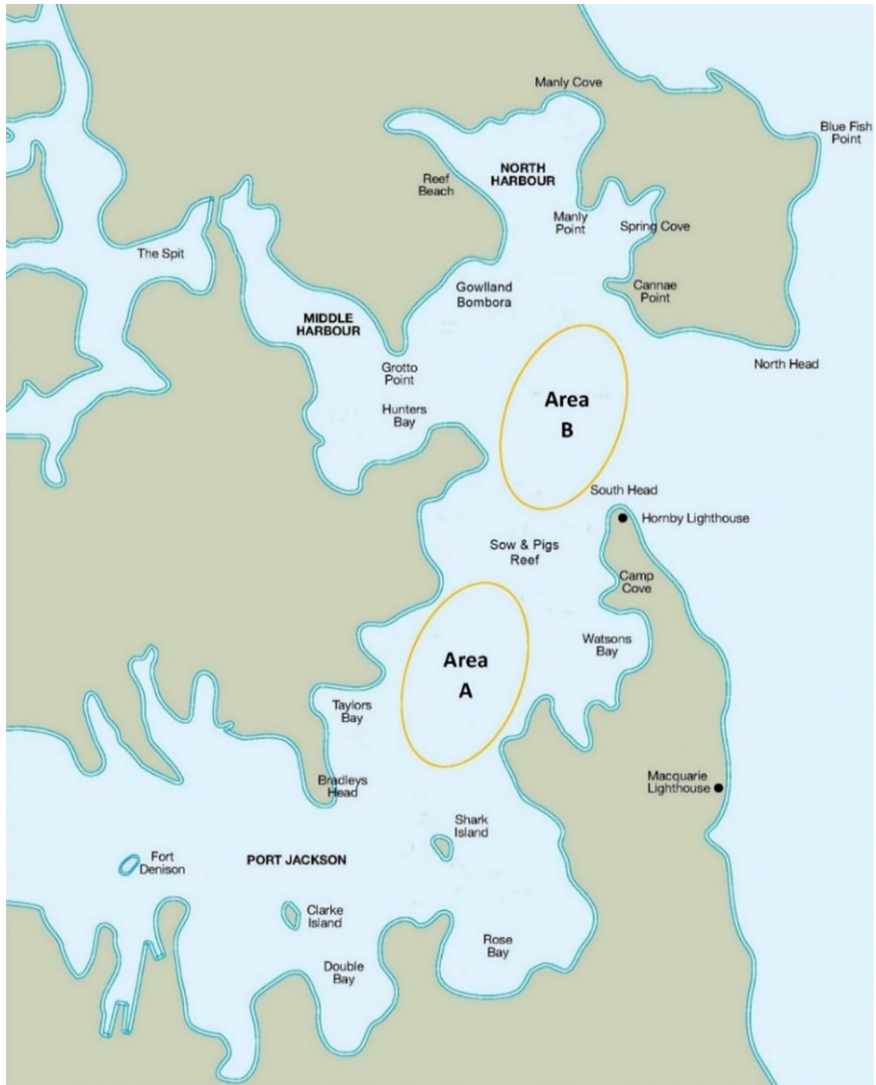 Manly Cove
Blue Fish
Point
NORTH
HARBOUR
Reef
Beach
Manly
Point
Spring Cove
The Spit
Gowlland
Bombora
Cannae
Point
MIDDLE
HARBOUR
North Head
Grotto
Point
Hunters
Bay
Area
B
South Head
Hornby Lighthouse
Sow & Pigs
Reef
Camp
Cove
Watsons
Bay
Area
A
Taylors
Bay
Bradleys
Head
Macquarie
Lighthouse
Shark
Island
Fort
Denison
PORT JACKSON
Clarke
Island
Rose
Bay
Double
Bay